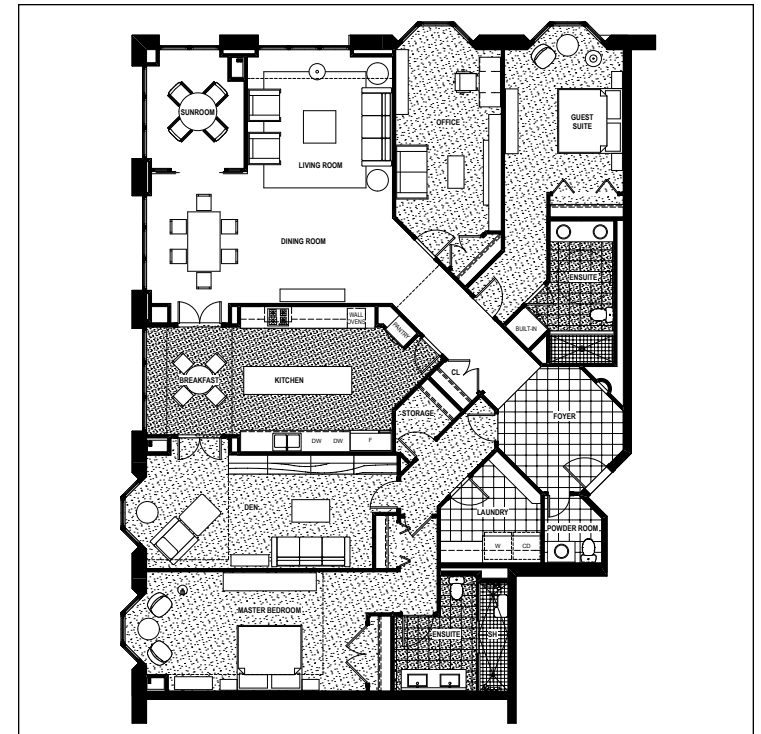 SUNROOM
LIVING ROOM
OFFICE
GUEST
SUITE
DINING ROOM
ENSUITE
WALL
OVENS
PANTRY
BUILT-IN
BREAKFAST
KITCHEN
CL
STORAGE
FOYER
DW DW F
DEN
LAUNDRY
POWDER ROOM
W CD
MASTER BEDROOM
ENSUITE
SH